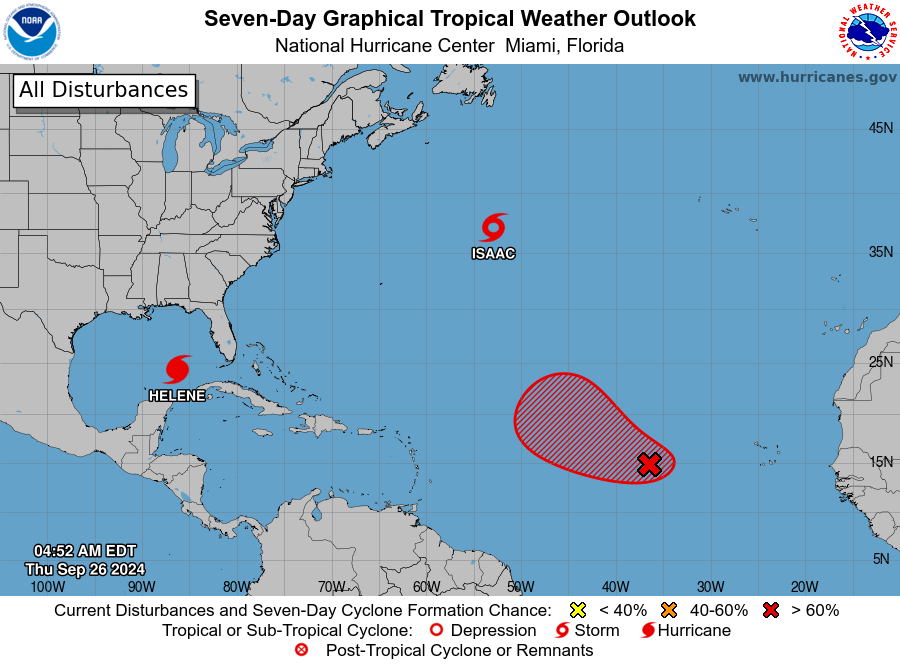 Seven-Day Graphical Tropical Weather Outlook
National Hurricane Center Miami, Florida
NOAA
NATIONAL WEATHER SERVICE
www.hurricanes.gov
All Disturbances
45N
ISAAC
35N
25N
HELENE
15N
04:52 AM EDT
Thu Sep 26 2024
5N
100W 90W 80W 70W 60W 50W 40W 30W 20W
Current Disturbances and Seven-Day Cyclone Formation Chance: < 40% 40-60% > 60%
Tropical or Sub-Tropical Cyclone: Depression Storm Hurricane
Post-Tropical Cyclone or Remnants